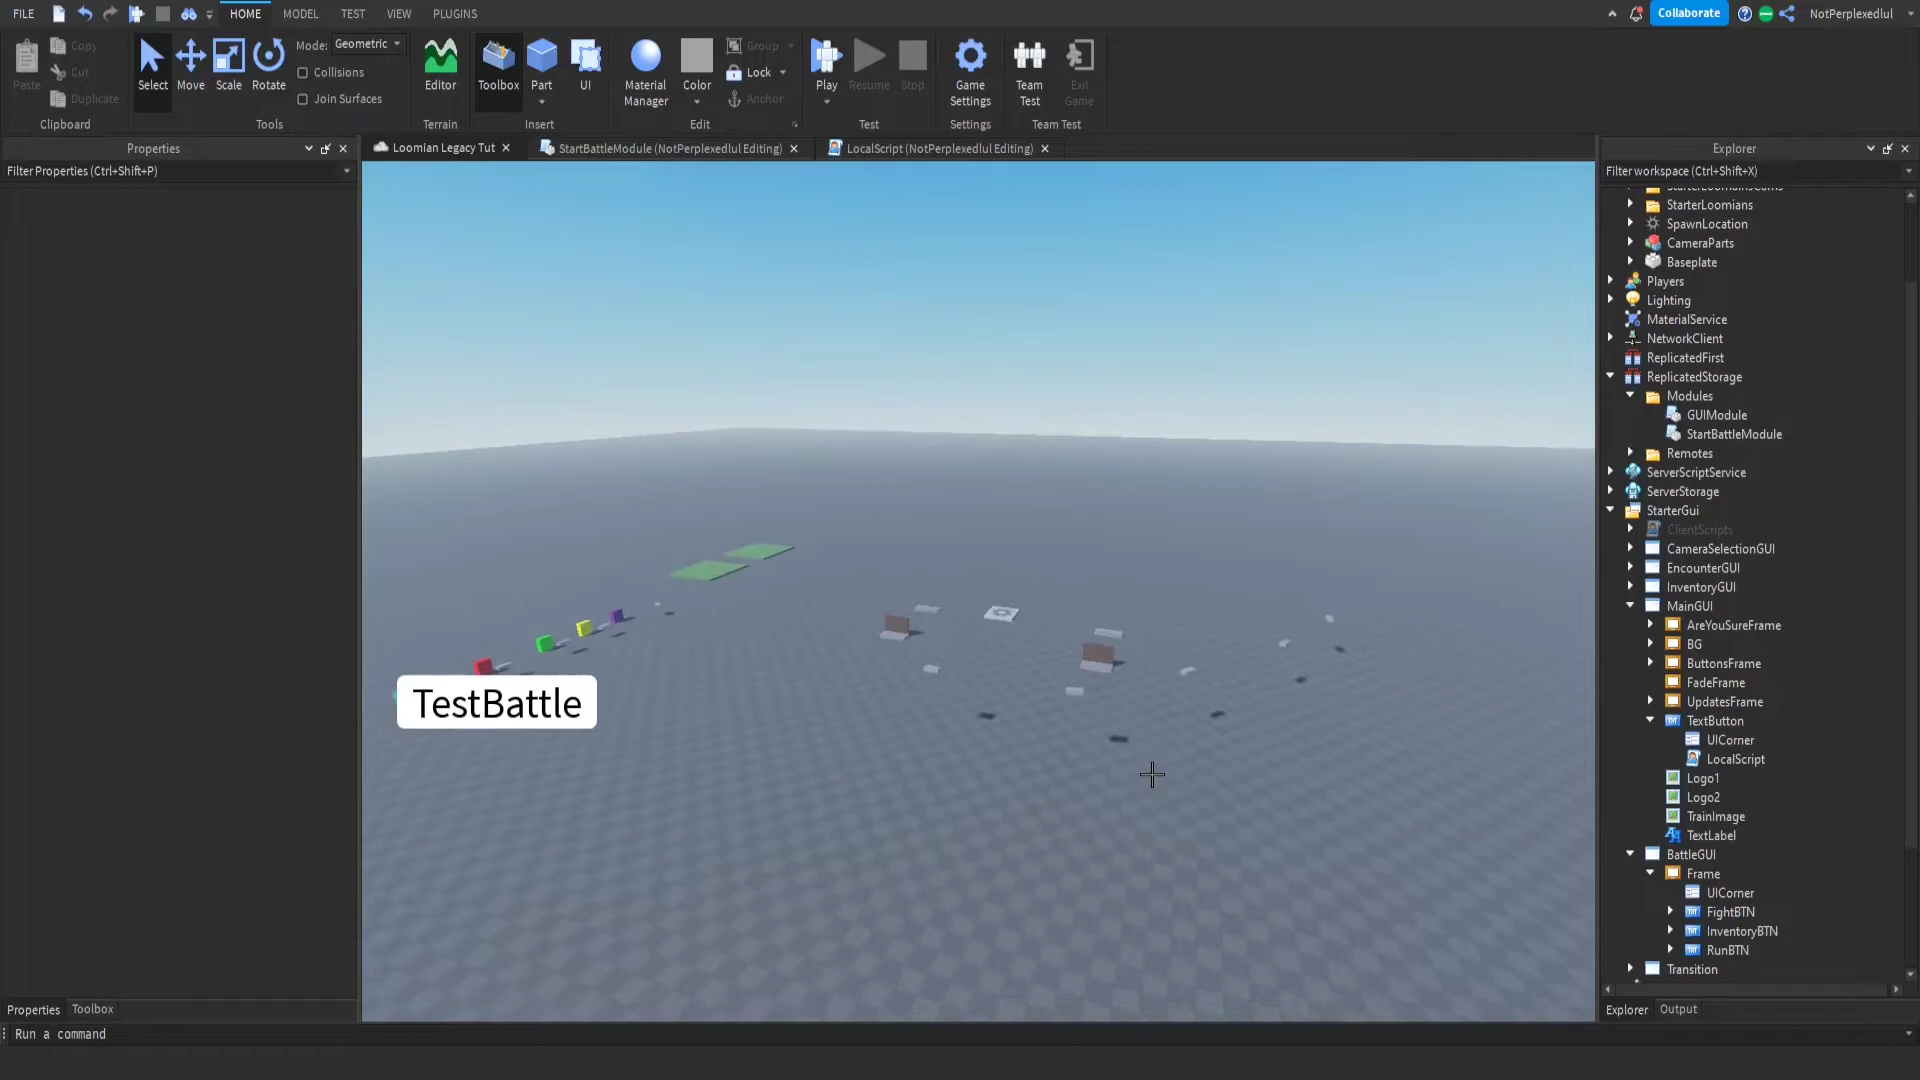 FILE
HOME
MODEL
TEST
VIEW
PLUGINS
Collaborate
NotPerplexedlul
Paste
Copy
Cut
Duplicate
Clipboard
Select
Move
Scale
Rotate
Mode: Geometric
Collisions
Join Surfaces
Tools
Editor
Terrain
Toolbox
Part
UI
Insert
Material
Manager
Color
Group
Lock
Anchor
Edit
Play
Resume
Stop
Test
Game
Settings
Settings
Team
Test
Exit
Game
Team Test
Properties
Filter Properties (Ctrl+Shift+P)
Loomian Legacy Tut
StartBattleModule (NotPerplexedlul Editing)
LocalScript (NotPerplexedlul Editing)
TestBattle
Explorer
Filter workspace (Ctrl+Shift+X)
StarterLoomians
SpawnLocation
CameraParts
Baseplate
Players
Lighting
MaterialService
NetworkClient
ReplicatedFirst
ReplicatedStorage
Modules
GUIModule
StartBattleModule
Remotes
ServerScriptService
ServerStorage
StarterGui
ClientScripts
CameraSelectionGUI
EncounterGUI
InventoryGUI
MainGUI
AreYouSureFrame
BG
ButtonsFrame
FadeFrame
UpdatesFrame
TextButton
UICorner
LocalScript
Logo1
Logo2
TrainImage
TextLabel
BattleGUI
Frame
UICorner
FightBTN
InventoryBTN
RunBTN
Transition
Properties
Toolbox
Explorer
Output
Run a command